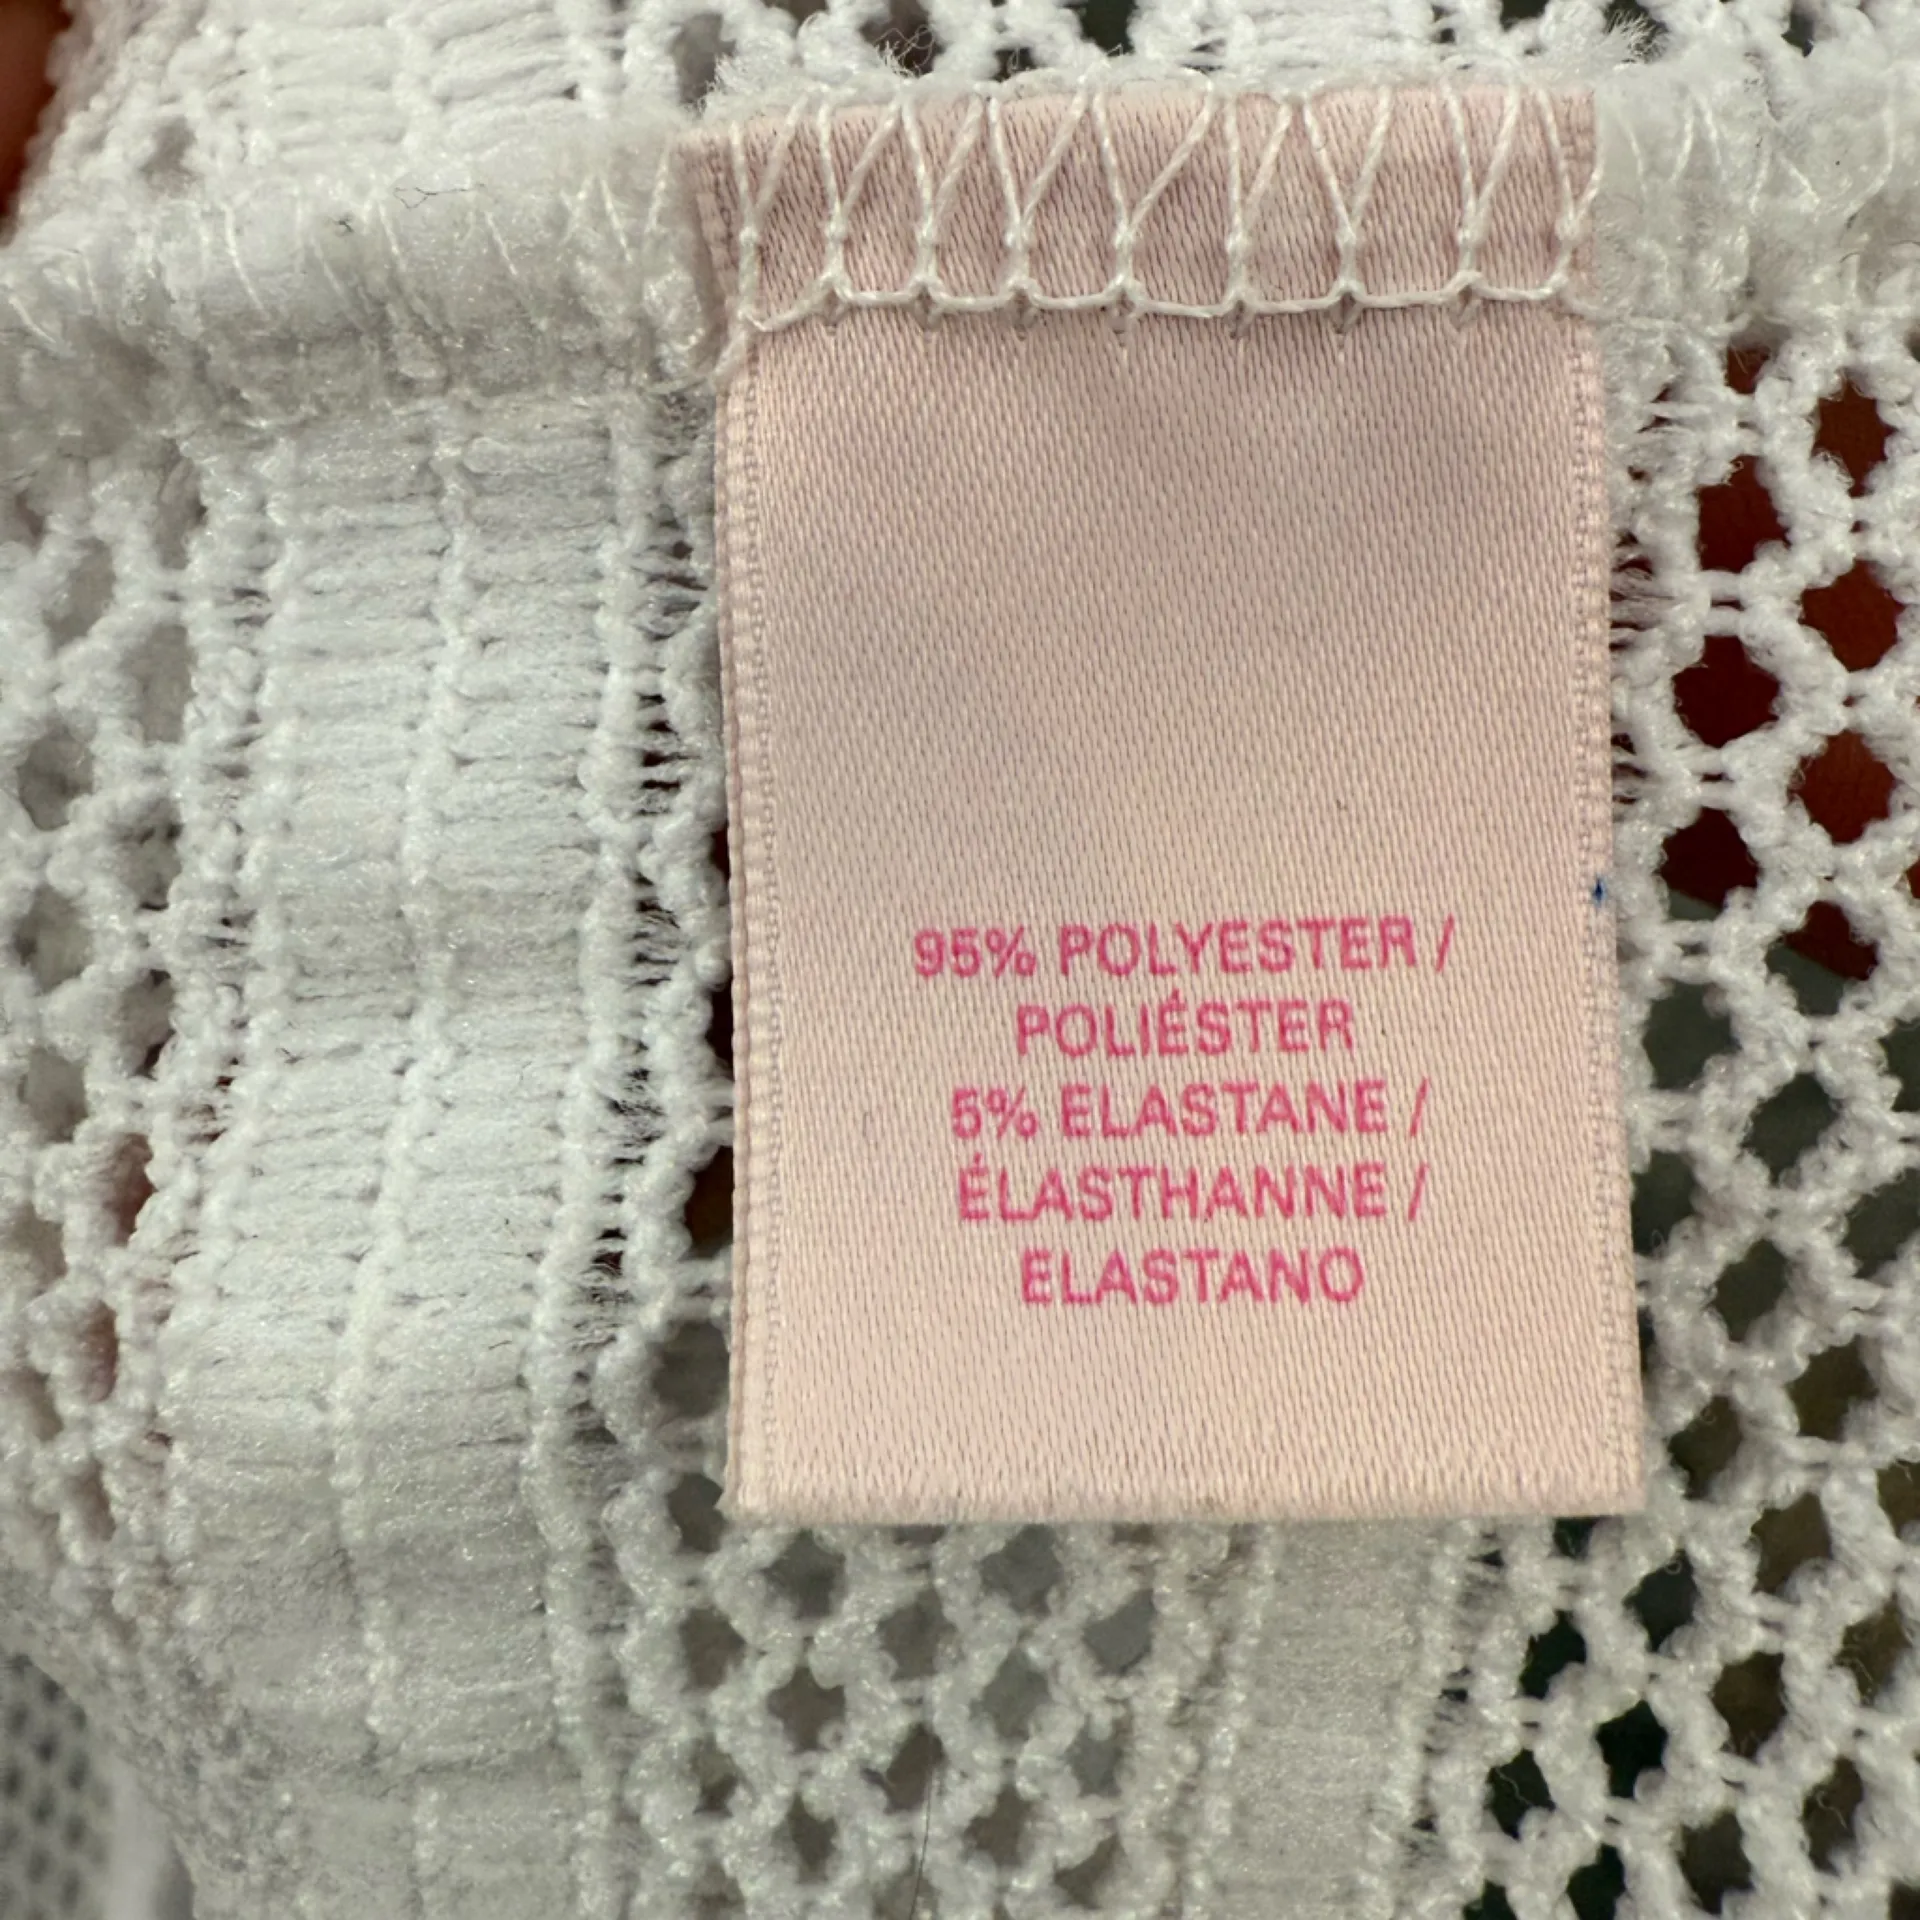 95% POLYESTER /
POLIÉSTER
5% ELASTANE /
ÉLASTHANNE /
ELASTANO